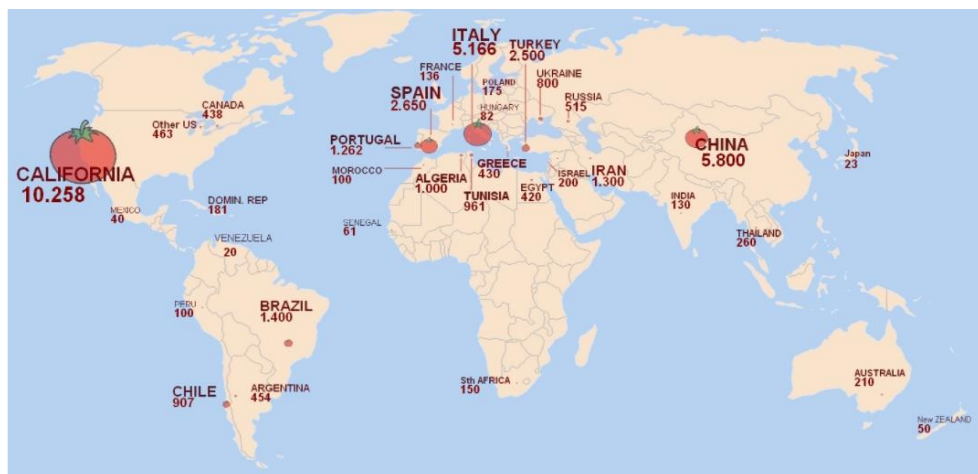 ITALY
5.166
TURKEY
2.500
FRANCE
136
POLAND
175
UKRAINE
800
SPAIN
2.650
HUNGARY
82
RUSSIA
515
CANADA
438
Other US
463
PORTUGAL
1.262
CALIFORNIA
10.258
CHINA
5.800
Japan
23
MOROCCO
100
ALGERIA
1.000
GREECE
430
TUNISIA
961
EGYPT
420
ISRAEL
200
IRAN
1.300
INDIA
130
MEXICO
40
DOMIN. REP
181
SENEGAL
61
THAILAND
260
VENEZUELA
20
PERU
100
BRAZIL
1.400
CHILE
907
ARGENTINA
454
Sth AFRICA
150
AUSTRALIA
210
New ZEALAND
50